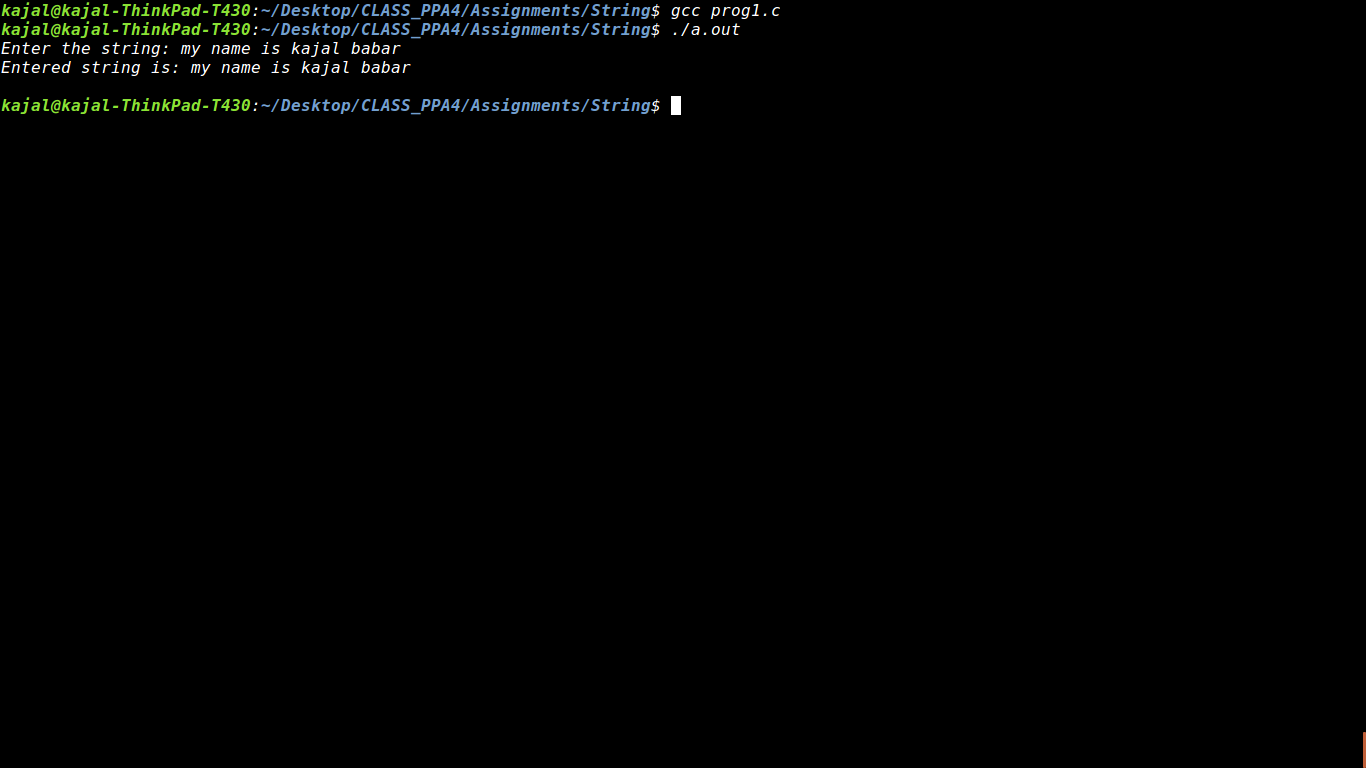 kajal@kajal-ThinkPad-T430:~/Desktop/CLASS_PPA4/Assignments/String$ gcc prog1.c
kajal@kajal-ThinkPad-T430:~/Desktop/CLASS_PPA4/Assignments/String$ ./a.out
Enter the string: my name is kajal babar
Entered string is: my name is kajal babar
kajal@kajal-ThinkPad-T430:~/Desktop/CLASS_PPA4/Assignments/String$